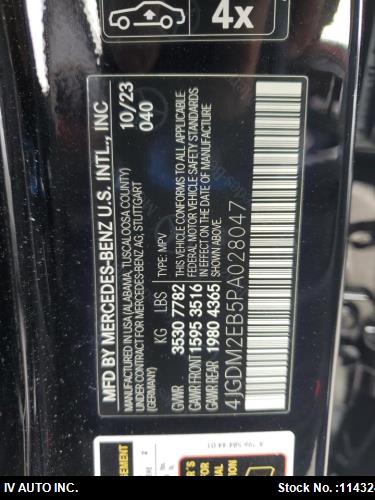 4x
MFD BY MERCEDES-BENZ U.S. INTL., INC
10/23
MANUFACTURED IN USA (ALABAMA, TUSCALOOSA COUNTY)
040
UNDER CONTRACT FOR MERCEDES-BENZ AG, STUTTGART
(GERMANY)
TYPE: MPV
KG LBS
GVWR 3530 7782
GAWR FRONT 1595 3516
GAWR REAR 1980 4365
THIS VEHICLE CONFORMS TO ALL APPLICABLE
FEDERAL MOTOR VEHICLE SAFETY STANDARDS
IN EFFECT ON THE DATE OF MANUFACTURE
SHOWN ABOVE.
4JGDM2EB5PA028047
IV AUTO INC.
Stock No. :11432